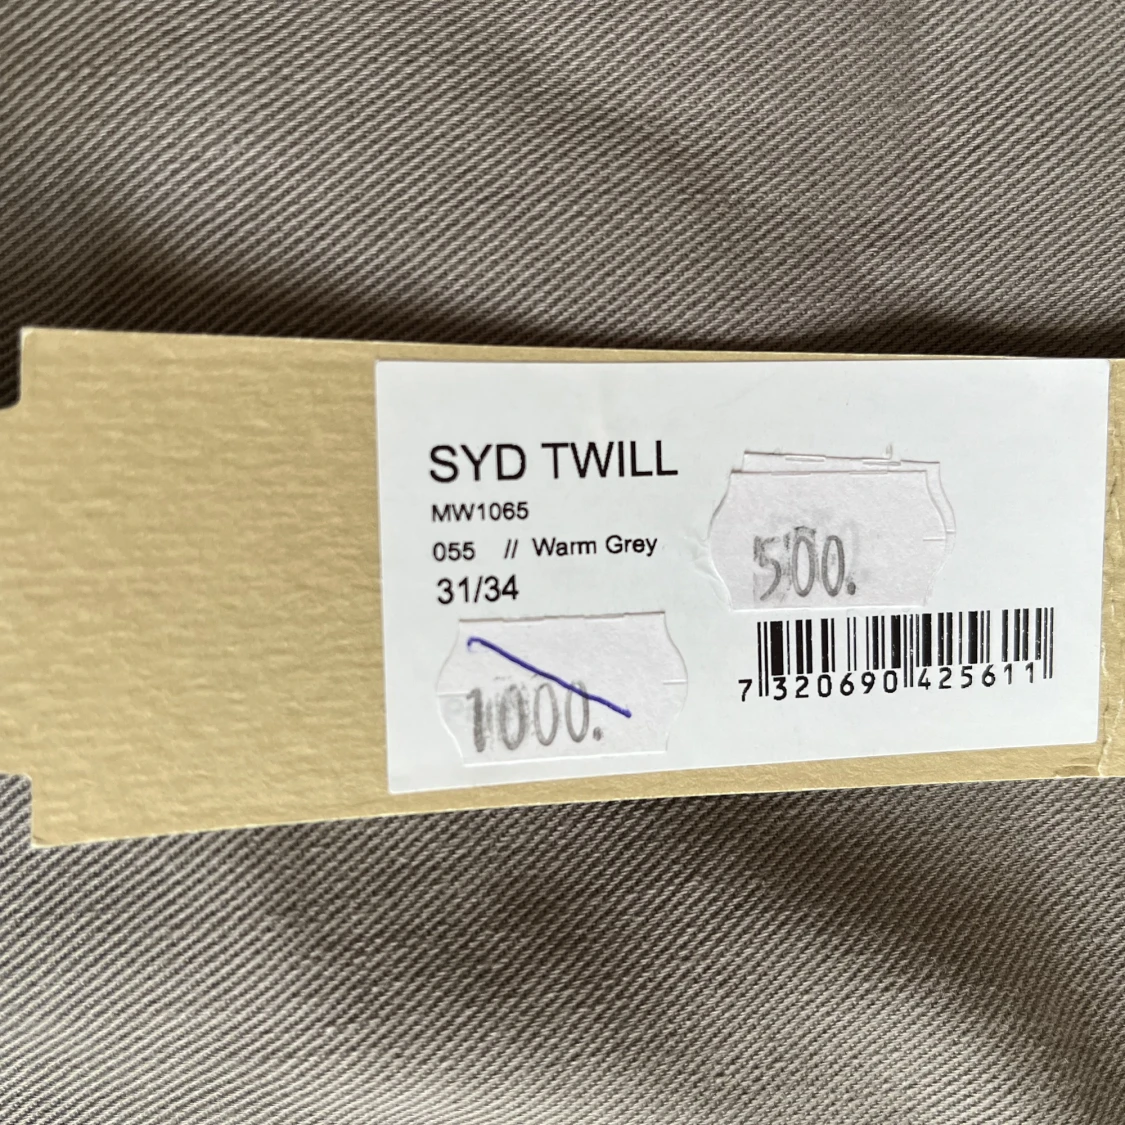 SYD TWILL
MW1065
055 // Warm Grey
31/34
1000.
500.
7 320690 425611